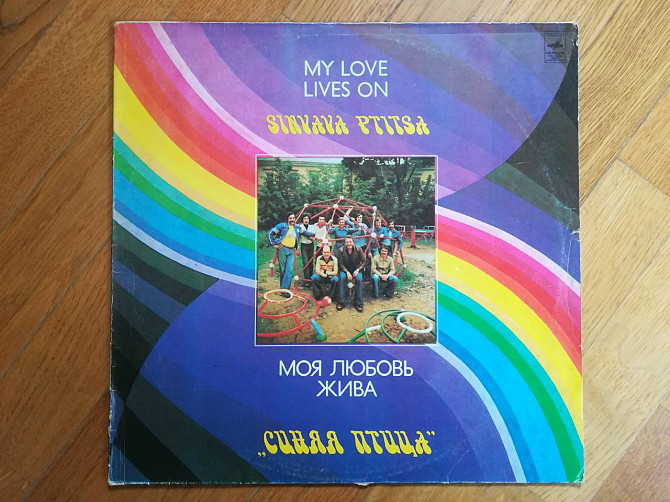 MY LOVE
LIVES ON
SINYAYA PTITSA
МОЯ ЛЮБОВЬ
ЖИВА
„СИНЯЯ ПТИЦА"